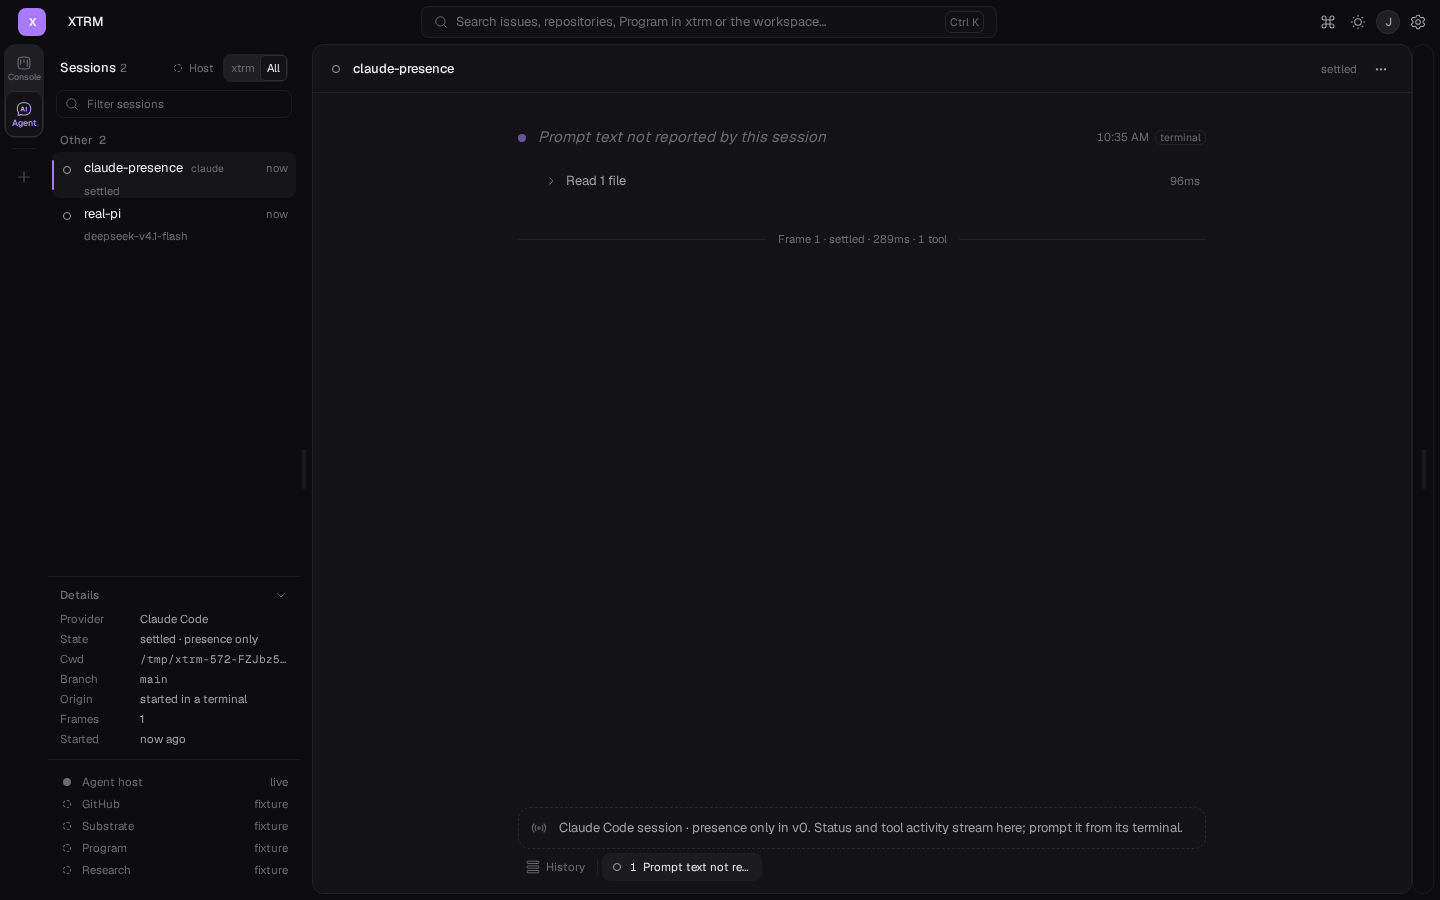 X XTRM Search issues, repositories, Program in xtrm or the workspace... Ctrl K J
Console
Agent
Sessions 2 Host xtrm All
Filter sessions
Other 2
claude-presence claude now
settled
real-pi now
deepseek-v4.1-flash
Details
Provider Claude Code
State settled · presence only
Cwd /tmp/xtrm-572-FZJbz5…
Branch main
Origin started in a terminal
Frames 1
Started now ago
Agent host live
GitHub fixture
Substrate fixture
Program fixture
Research fixture
claude-presence settled
Prompt text not reported by this session 10:35 AM terminal
Read 1 file 96ms
Frame 1 · settled · 289ms · 1 tool
Claude Code session · presence only in v0. Status and tool activity stream here; prompt it from its terminal.
History 1 Prompt text not re…